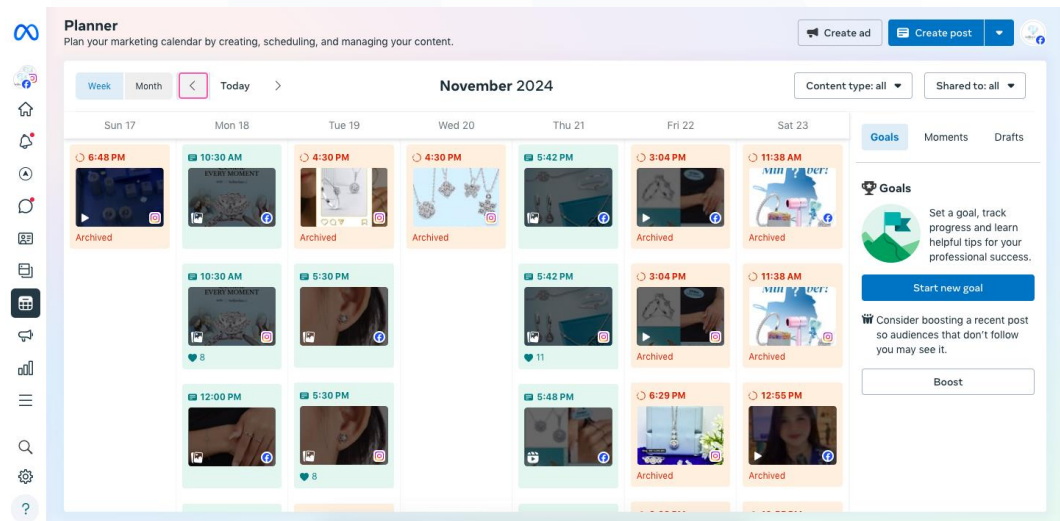 Planner
Plan your marketing calendar by creating, scheduling, and managing your content.
Create ad
Create post
Week Month Today November 2024 Content type: all Shared to: all
Sun 17 Mon 18 Tue 19 Wed 20 Thu 21 Fri 22 Sat 23
Goals Moments Drafts
6:48 PM 10:30 AM 4:30 PM 4:30 PM 5:42 PM 3:04 PM 11:38 AM
EVERY MOMENT
Archived Archived Archived Archived Archived
Goals
Set a goal, track
progress and learn
helpful tips for your
professional success.
Start new goal
10:30 AM 5:30 PM 5:42 PM 3:04 PM 11:38 AM
EVERY MOMENT
8 11 Archived Archived
Consider boosting a recent post
so audiences that don't follow
you may see it.
Boost
12:00 PM 5:30 PM 5:48 PM 6:29 PM 12:55 PM
8 Archived Archived
?